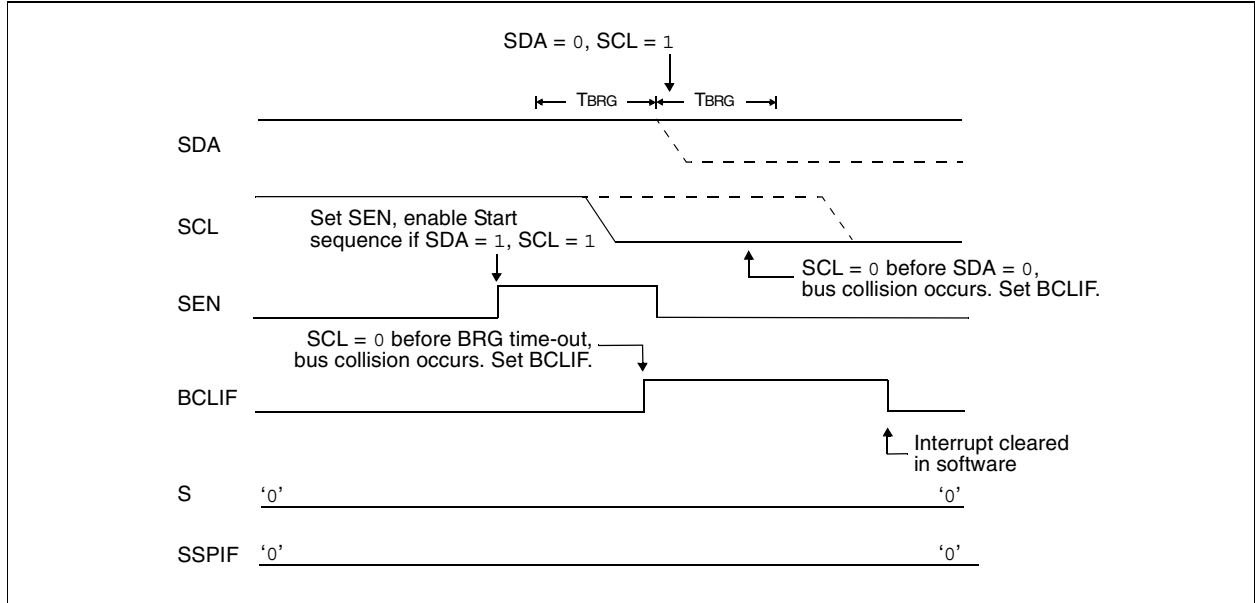 SDA = 0, SCL = 1
TBRG TBRG
SDA
SCL
Set SEN, enable Start
sequence if SDA = 1, SCL = 1
SCL = 0 before SDA = 0,
bus collision occurs. Set BCLIF.
SEN
SCL = 0 before BRG time-out,
bus collision occurs. Set BCLIF.
BCLIF
Interrupt cleared
in software
S ‘0’ ‘0’
SSPIF ‘0’ ‘0’